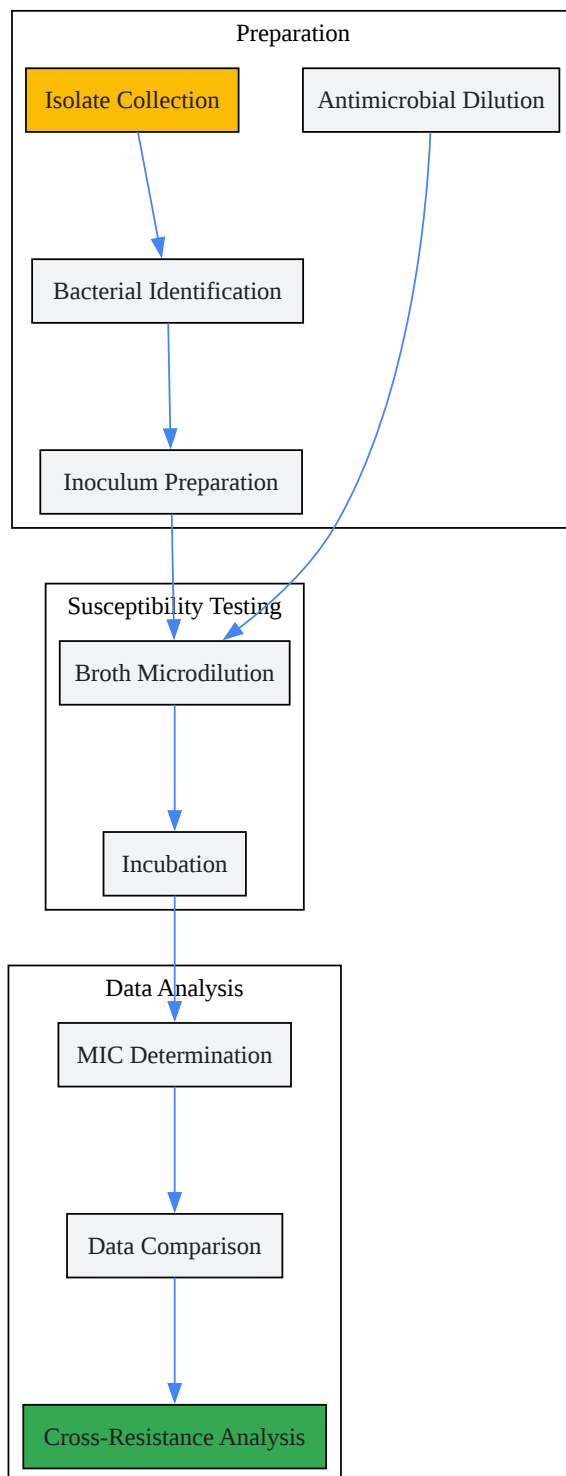 Preparation
Isolate Collection
Antimicrobial Dilution
Bacterial Identification
Inoculum Preparation
Susceptibility Testing
Broth Microdilution
Incubation
Data Analysis
MIC Determination
Data Comparison
Cross-Resistance Analysis